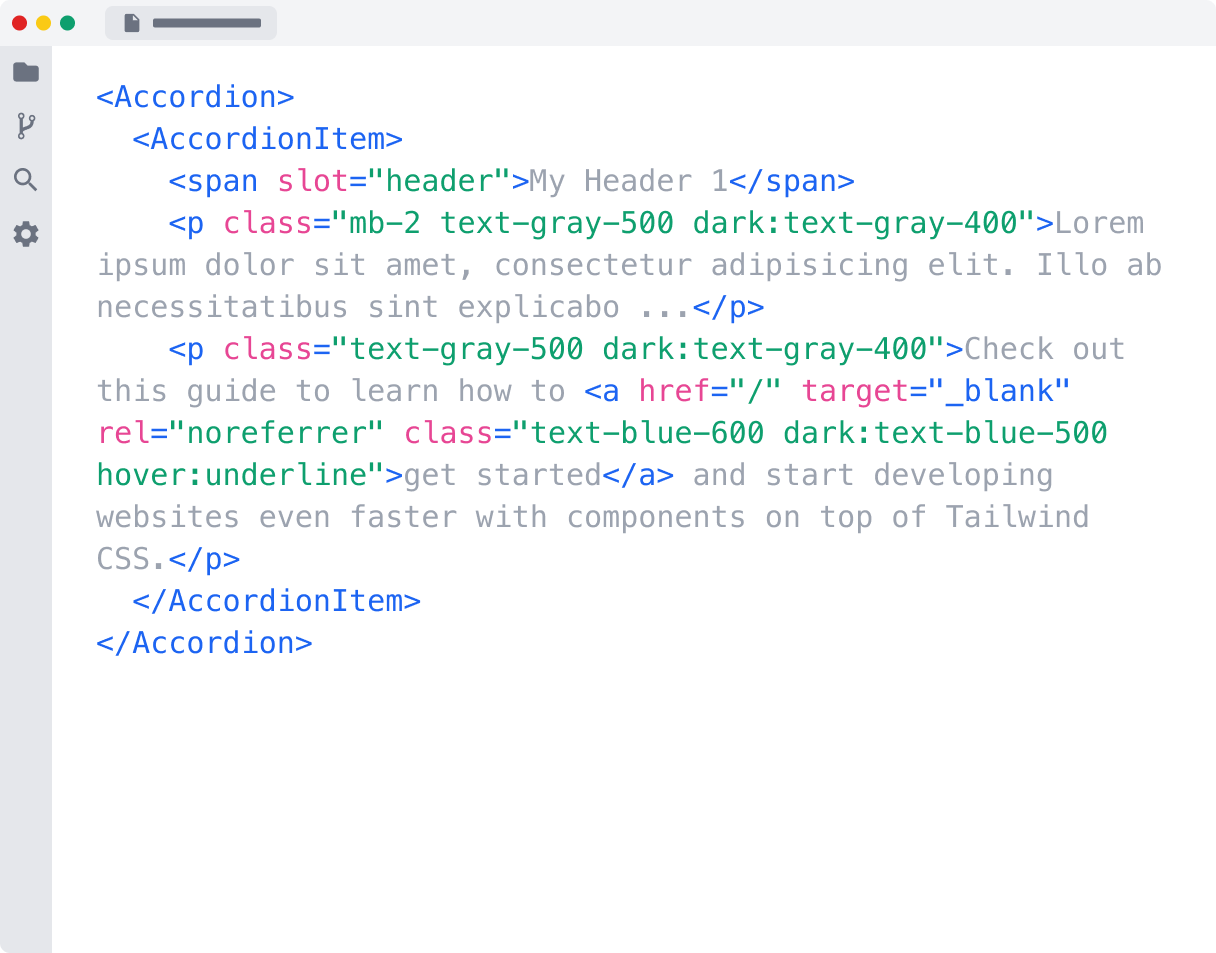 <Accordion>
  <AccordionItem>
    <span slot="header">My Header 1</span>
    <p class="mb-2 text-gray-500 dark:text-gray-400">Lorem
ipsum dolor sit amet, consectetur adipisicing elit. Illo ab
necessitatibus sint explicabo ...</p>
    <p class="text-gray-500 dark:text-gray-400">Check out
this guide to learn how to <a href="/" target="_blank"
rel="noreferrer" class="text-blue-600 dark:text-blue-500
hover:underline">get started</a> and start developing
websites even faster with components on top of Tailwind
CSS.</p>
  </AccordionItem>
</Accordion>